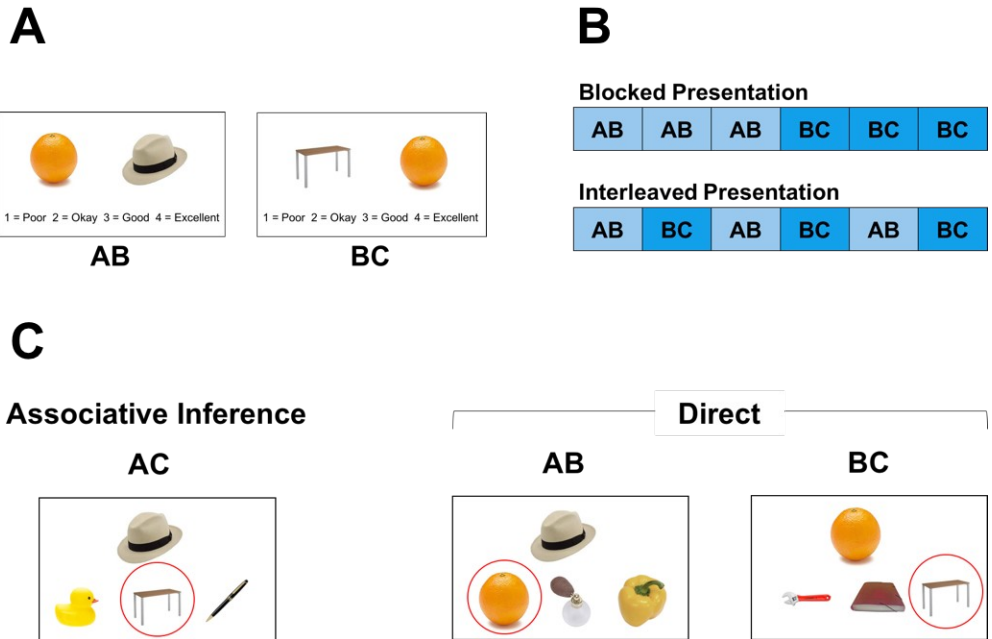 A
1 = Poor 2 = Okay 3 = Good 4 = Excellent
AB
1 = Poor 2 = Okay 3 = Good 4 = Excellent
BC
B
Blocked Presentation
AB AB AB BC BC BC
Interleaved Presentation
AB BC AB BC AB BC
C
Associative Inference
AC
Direct
AB
BC